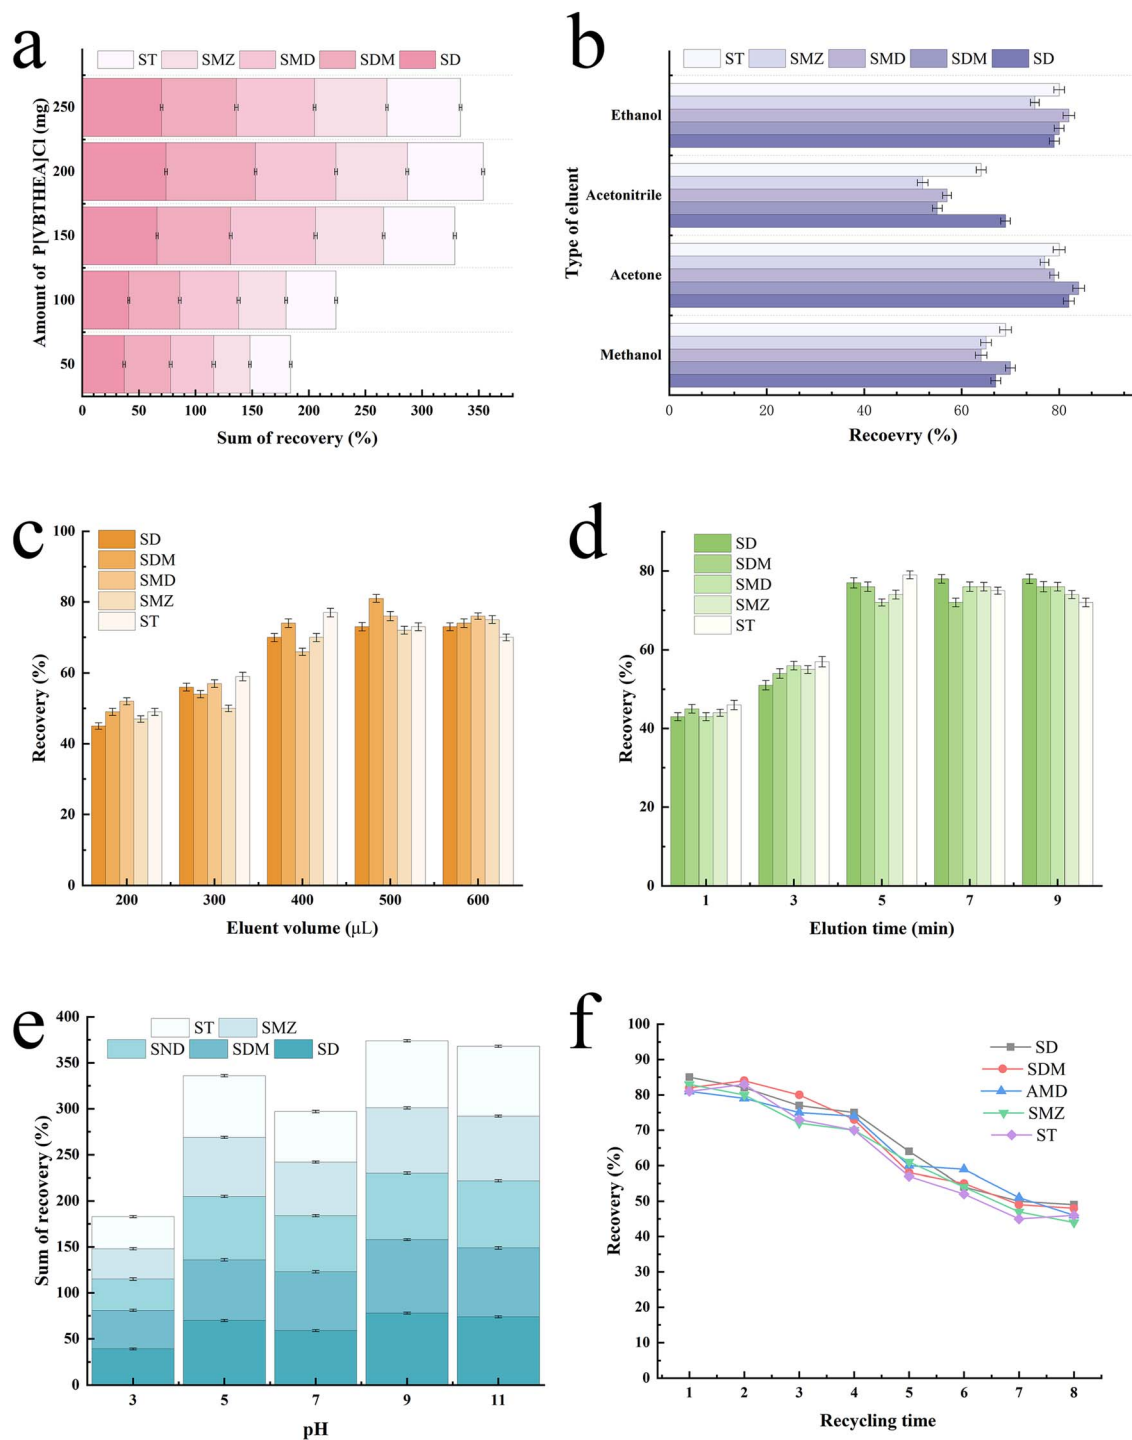 a
ST SMZ SMD SDM SD
Amount of P[VBTHEA]Cl (mg)
250
200
150
100
50
0 50 100 150 200 250 300 350
Sum of recovery (%)
b
ST SMZ SMD SDM SD
Type of eluent
Ethanol
Acetonitrile
Acetone
Methanol
0 20 40 60 80
Recoevry (%)
c
SD
SDM
SMD
SMZ
ST
Recovery (%)
100
80
60
40
20
0
200 300 400 500 600
Eluent volume (μL)
d
SD
SDM
SMD
SMZ
ST
Recovery (%)
80
60
40
20
0
1 3 5 7 9
Elution time (min)
e
ST SMZ
SND SDM SD
Sum of recovery (%)
400
350
300
250
200
150
100
50
0
3 5 7 9 11
pH
f
SD
SDM
AMD
SMZ
ST
Recovery (%)
100
90
80
70
60
50
40
30
20
10
0
1 2 3 4 5 6 7 8
Recycling time